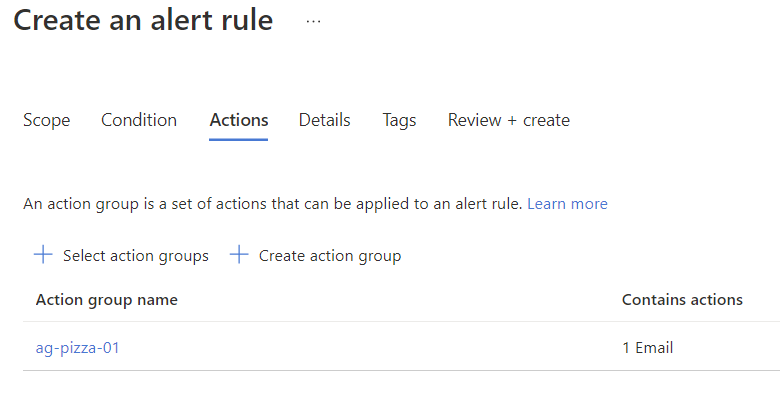 Create an alert rule ...
Scope Condition Actions Details Tags Review + create
An action group is a set of actions that can be applied to an alert rule. Learn more
+ Select action groups + Create action group
Action group name Contains actions
ag-pizza-01 1 Email